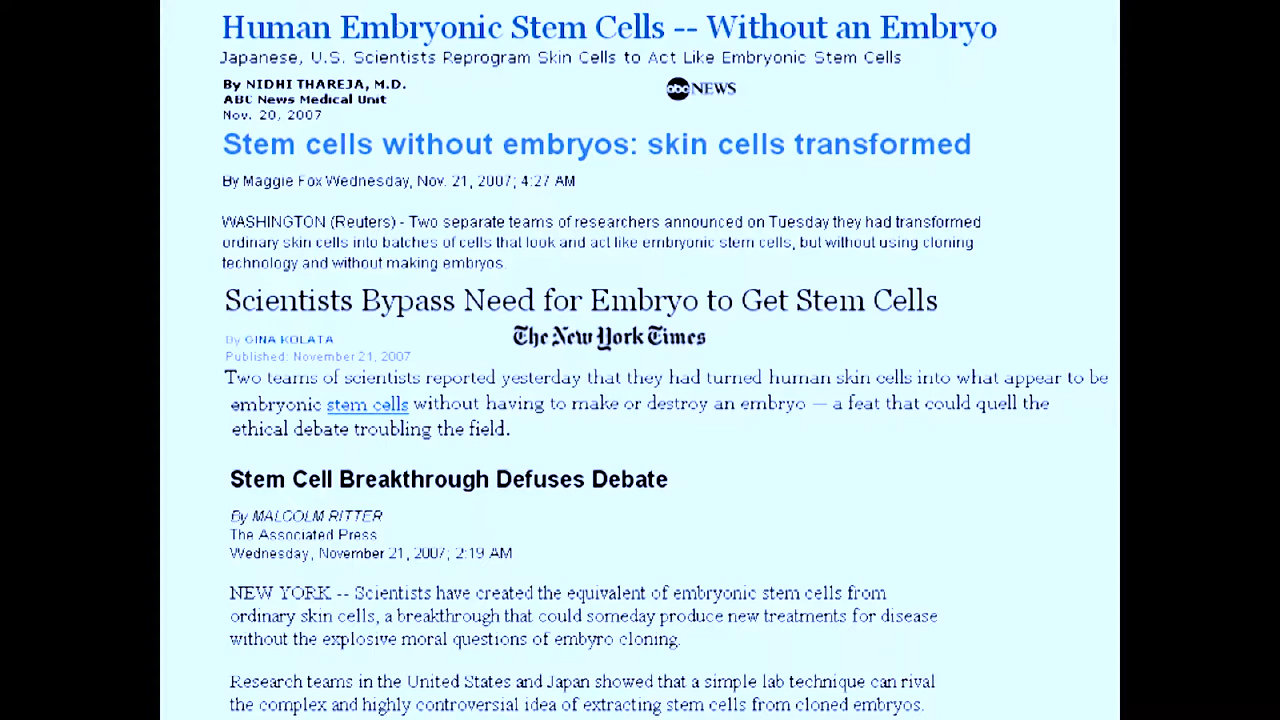 Human Embryonic Stem Cells -- Without an Embryo
Japanese, U.S. Scientists Reprogram Skin Cells to Act Like Embryonic Stem Cells
By NIDHI THAREJA, M.D.
abc NEWS
ABC News Medical Unit
Nov. 20, 2007
Stem cells without embryos: skin cells transformed
By Maggie Fox Wednesday, Nov. 21, 2007; 4:27 AM
WASHINGTON (Reuters) - Two separate teams of researchers announced on Tuesday they had transformed
ordinary skin cells into batches of cells that look and act like embryonic stem cells, but without using cloning
technology and without making embryos.
Scientists Bypass Need for Embryo to Get Stem Cells
By GINA KOLATA
The New York Times
Published: November 21, 2007
Two teams of scientists reported yesterday that they had turned human skin cells into what appear to be
embryonic stem cells without having to make or destroy an embryo — a feat that could quell the
ethical debate troubling the field.
Stem Cell Breakthrough Defuses Debate
By MALCOLM RITTER
The Associated Press
Wednesday, November 21, 2007; 2:19 AM
NEW YORK -- Scientists have created the equivalent of embryonic stem cells from
ordinary skin cells, a breakthrough that could someday produce new treatments for disease
without the explosive moral questions of embyro cloning.
Research teams in the United States and Japan showed that a simple lab technique can rival
the complex and highly controversial idea of extracting stem cells from cloned embryos.